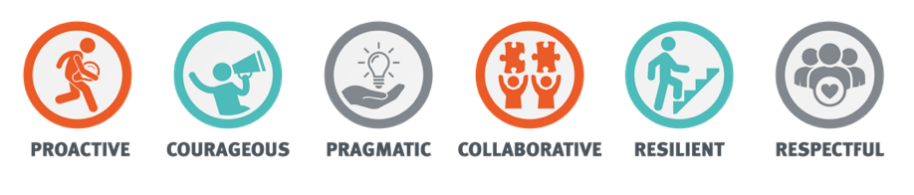 PROACTIVE COURAGEOUS PRAGMATIC COLLABORATIVE RESILIENT RESPECTFUL